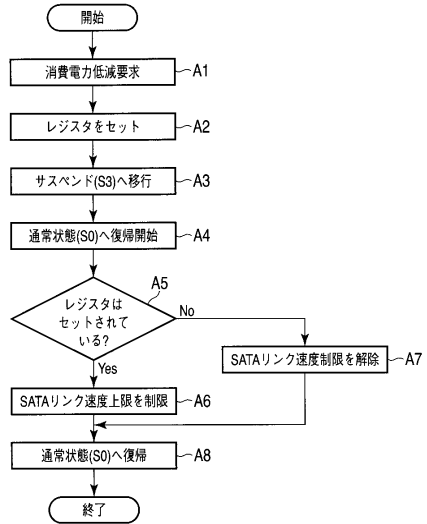 開始
消費電力低減要求
A1
レジスタをセット
A2
サスペンド(S3)へ移行
A3
通常状態(S0)へ復帰開始
A4
A5
レジスタは
セットされて
いる?
No
Yes
SATAリンク速度制限を解除
A7
SATAリンク速度上限を制限
A6
通常状態(S0)へ復帰
A8
終了